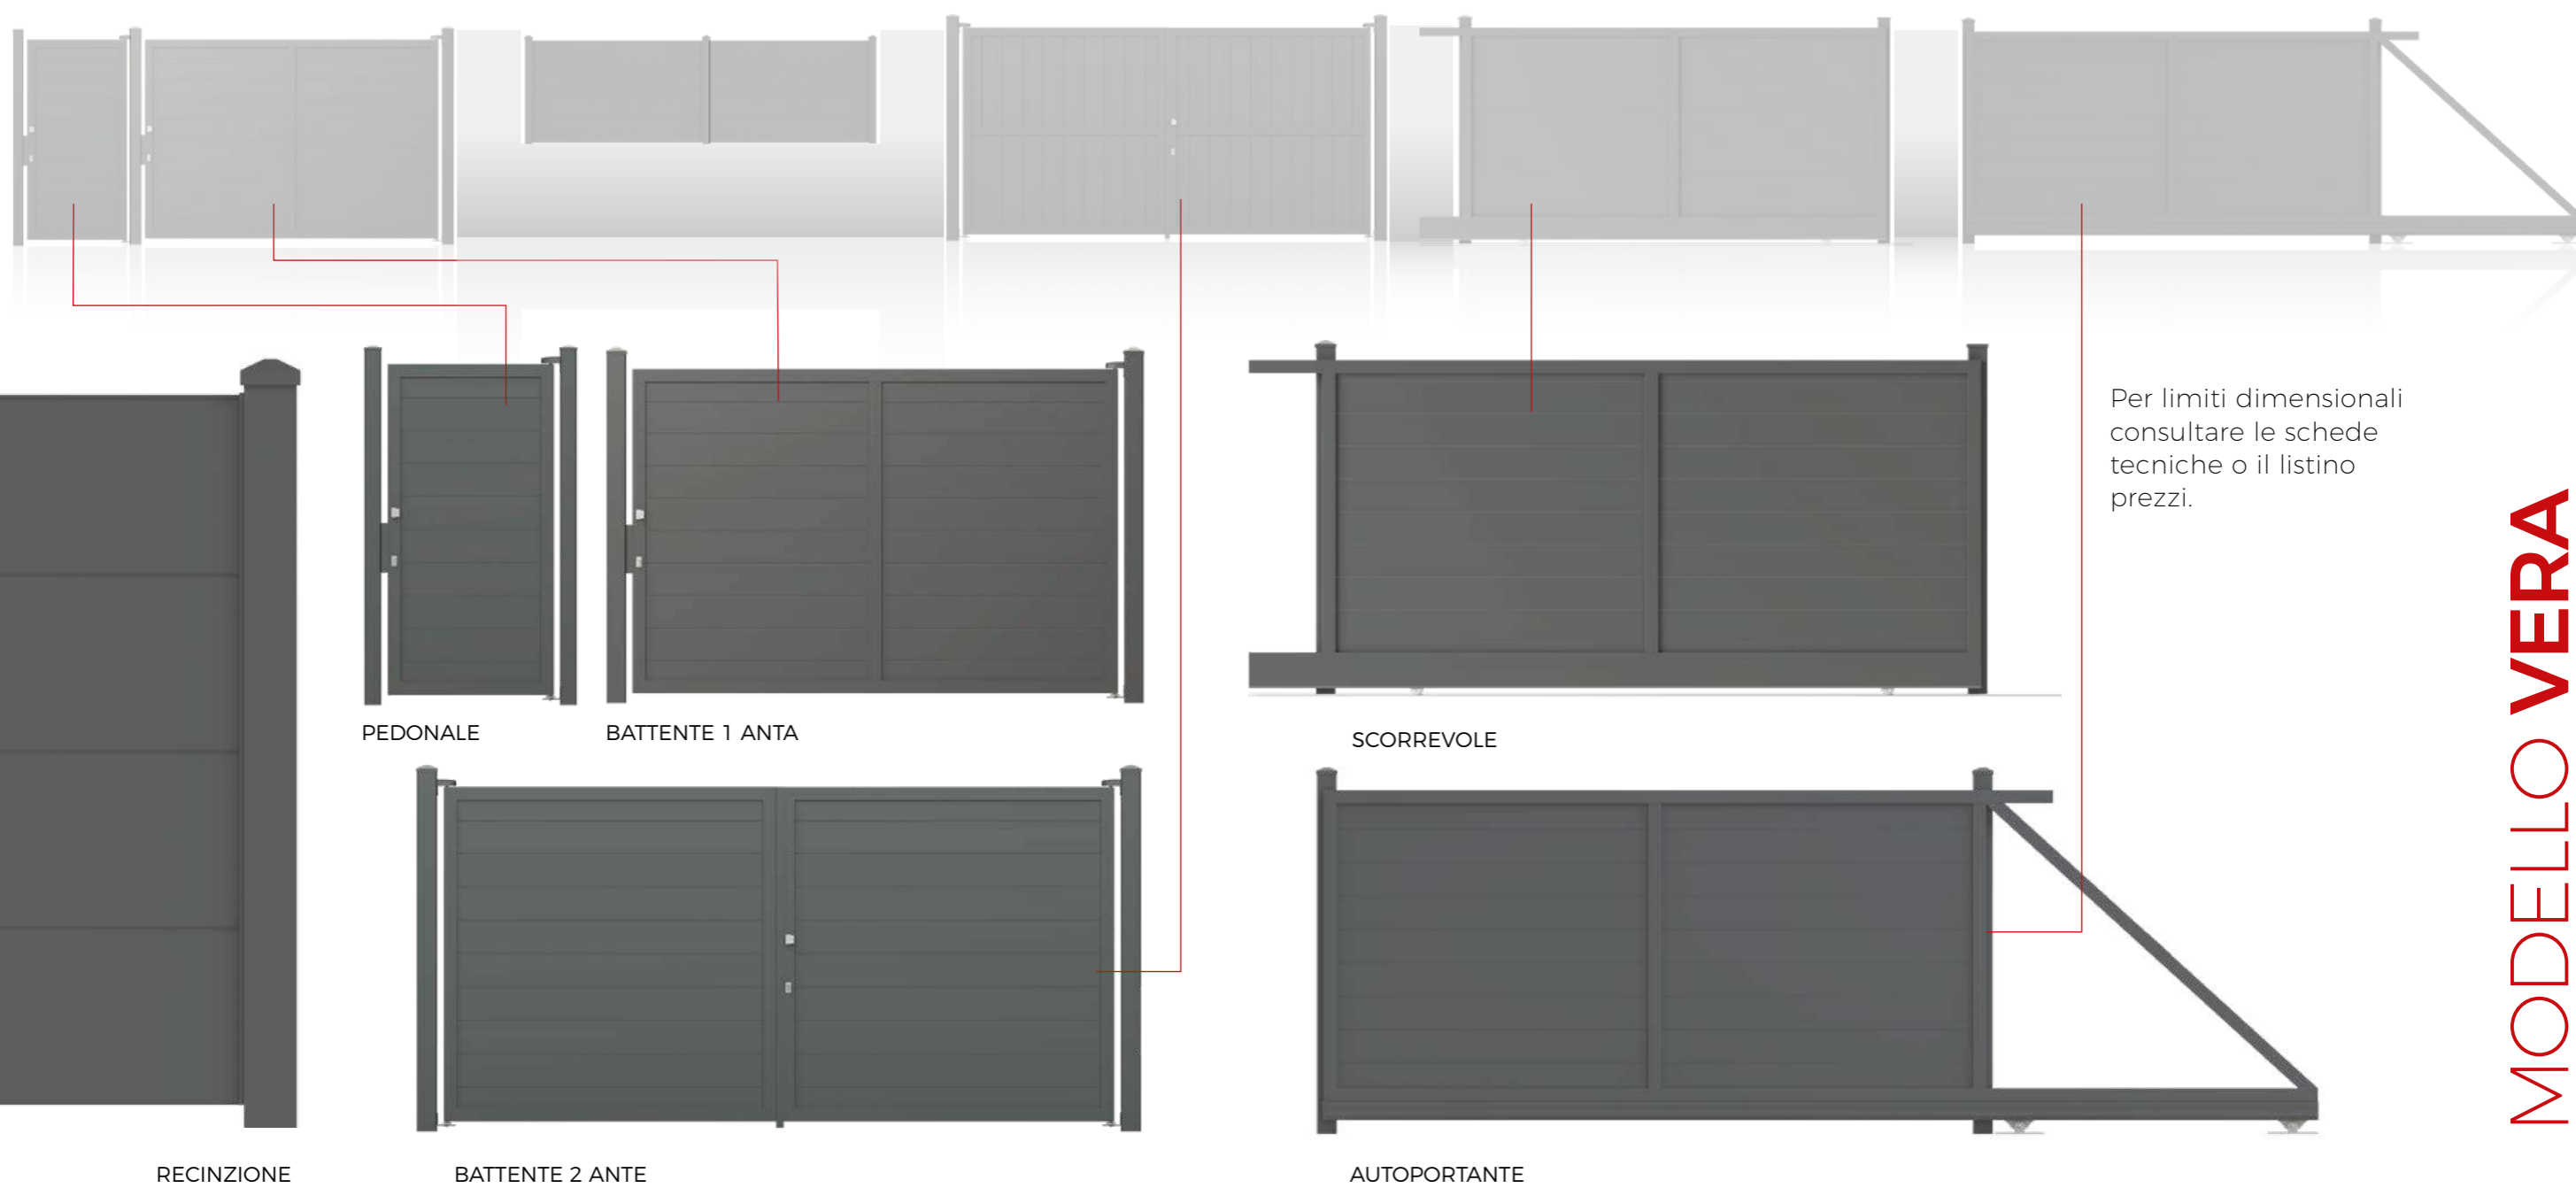 PEDONALE
BATTENTE 1 ANTA
SCORREVOLE
Per limiti dimensionali
consultare le schede
tecniche o il listino
prezzi.
RECINZIONE
BATTENTE 2 ANTE
AUTOPORTANTE
MODELLO VERA